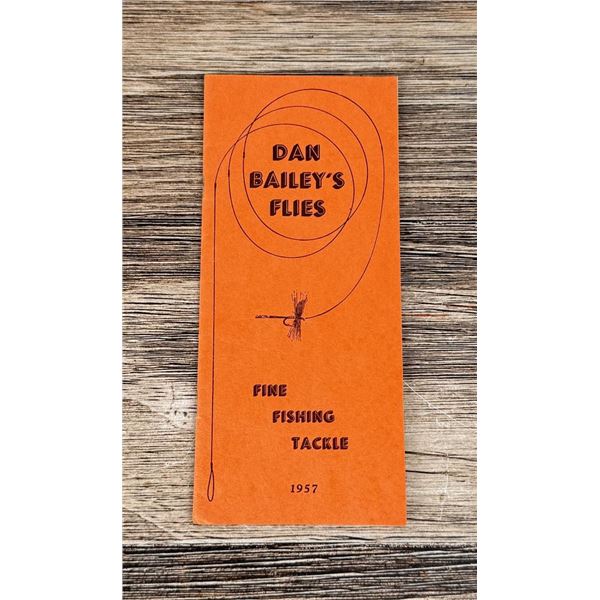 DAN
BAILEY'S
FLIES
FINE
FISHING
TACKLE
1957